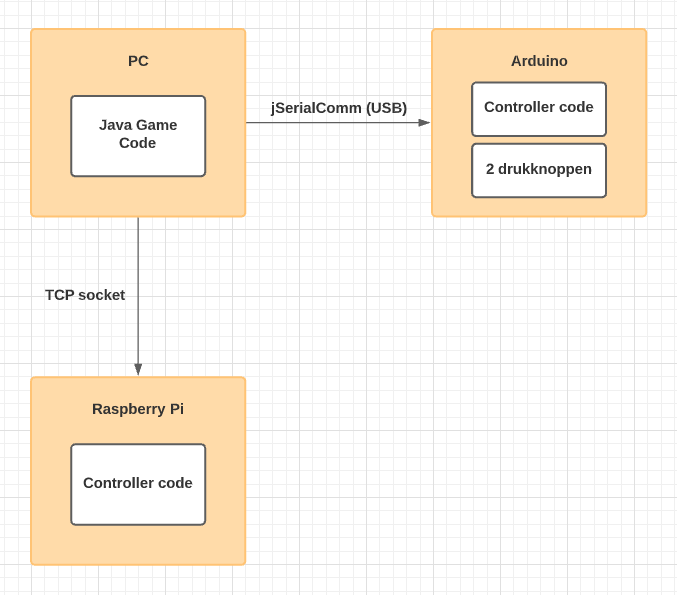 PC
Java Game
Code
jSerialComm (USB)
Arduino
Controller code
2 drukknoppen
TCP socket
Raspberry Pi
Controller code